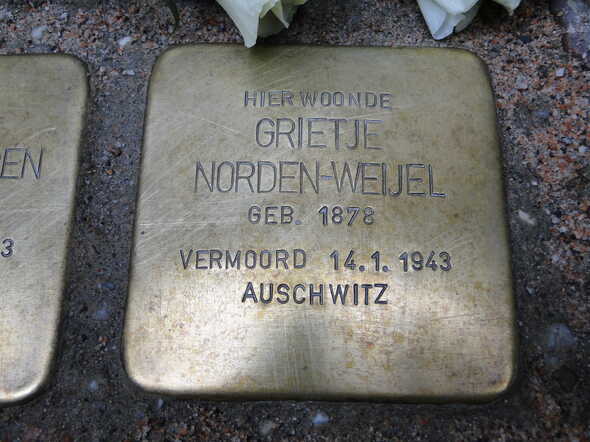 HIER WOONDE
GRIETJE
NORDEN-WEIJEL
GEB. 1878
VERMOORD 14.1.1943
AUSCHWITZ